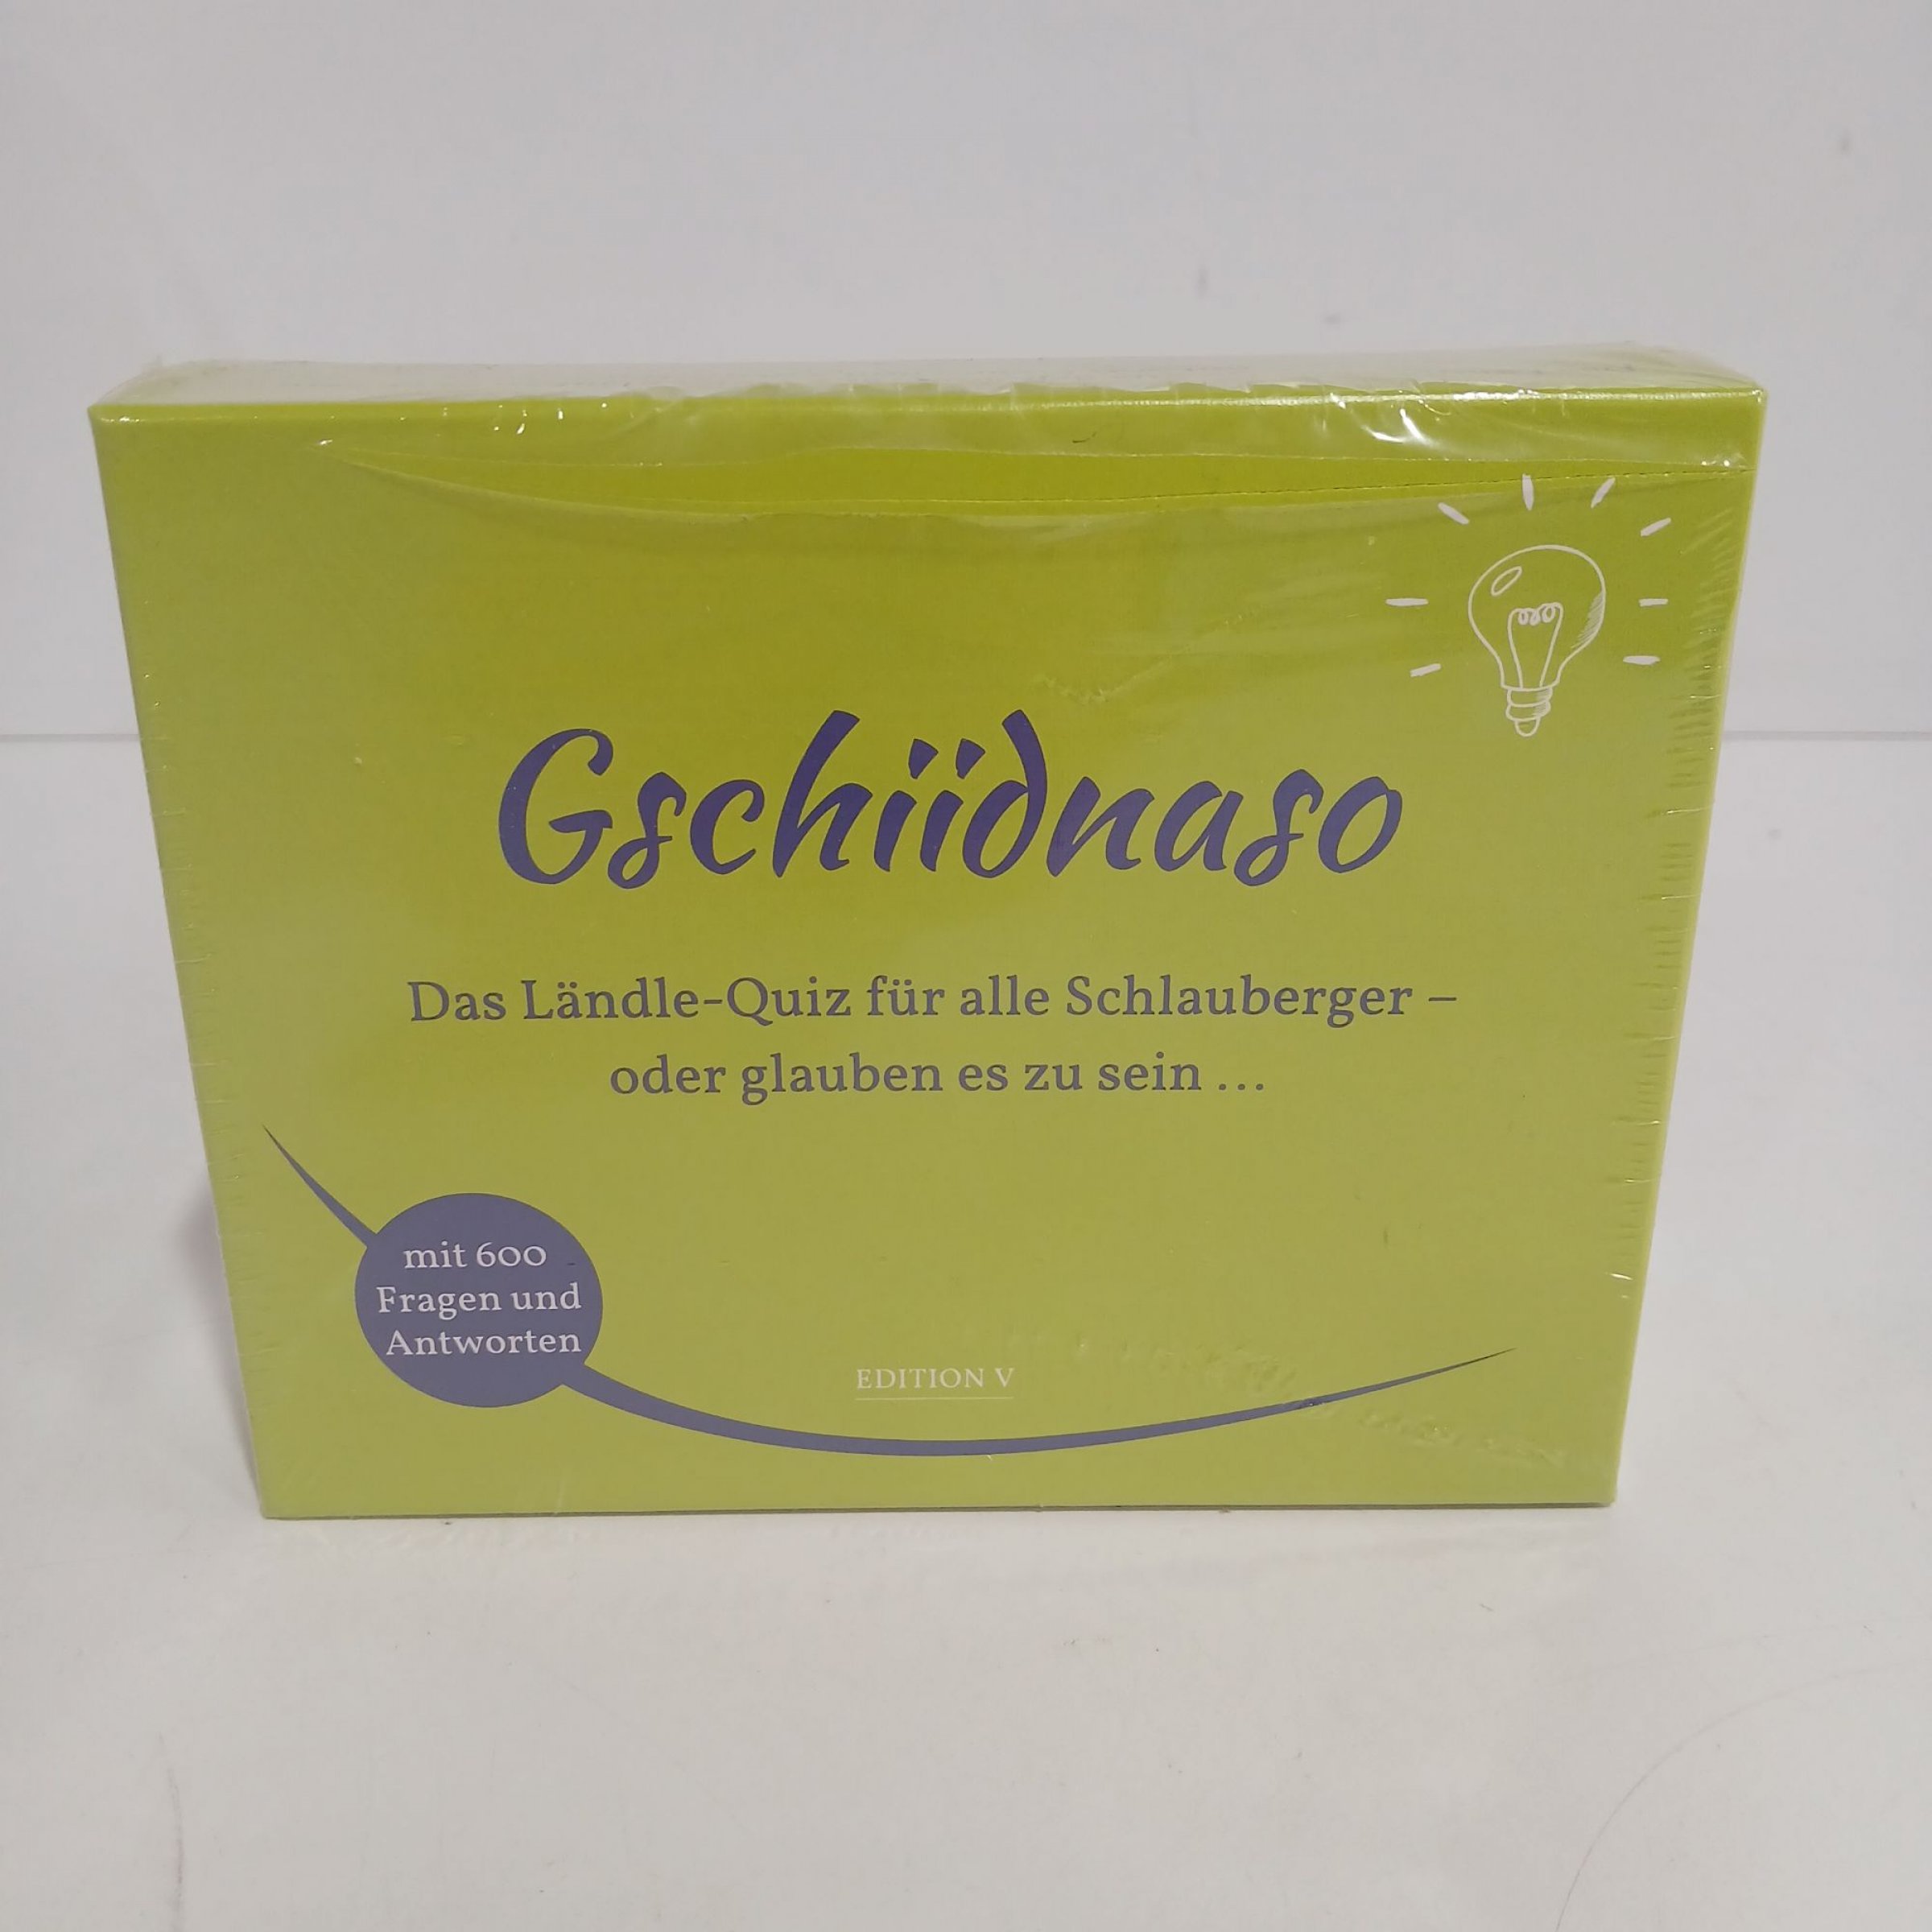 Gschiidnaso
Das Ländle-Quiz für alle Schlauberger –
oder glauben es zu sein ...
mit 600
Fragen und
Antworten
EDITION V